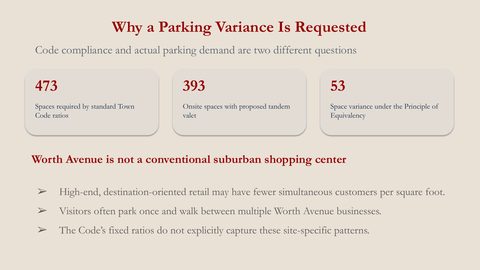 Why a Parking Variance Is Requested
Code compliance and actual parking demand are two different questions
473
Spaces required by standard Town
Code ratios
393
Onsite spaces with proposed tandem
valet
53
Space variance under the Principle of
Equivalency
Worth Avenue is not a conventional suburban shopping center
➢ High-end, destination-oriented retail may have fewer simultaneous customers per square foot.
➢ Visitors often park once and walk between multiple Worth Avenue businesses.
➢ The Code’s fixed ratios do not explicitly capture these site-specific patterns.